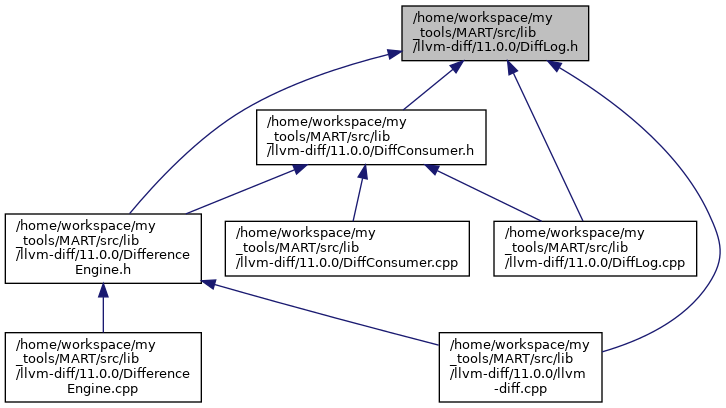 /home/workspace/my
_tools/MART/src/lib
/llvm-diff/11.0.0/DiffLog.h
/home/workspace/my
_tools/MART/src/lib
/llvm-diff/11.0.0/DiffConsumer.h
/home/workspace/my
_tools/MART/src/lib
/llvm-diff/11.0.0/Difference
Engine.h
/home/workspace/my
_tools/MART/src/lib
/llvm-diff/11.0.0/DiffConsumer.cpp
/home/workspace/my
_tools/MART/src/lib
/llvm-diff/11.0.0/DiffLog.cpp
/home/workspace/my
_tools/MART/src/lib
/llvm-diff/11.0.0/Difference
Engine.cpp
/home/workspace/my
_tools/MART/src/lib
/llvm-diff/11.0.0/llvm
-diff.cpp